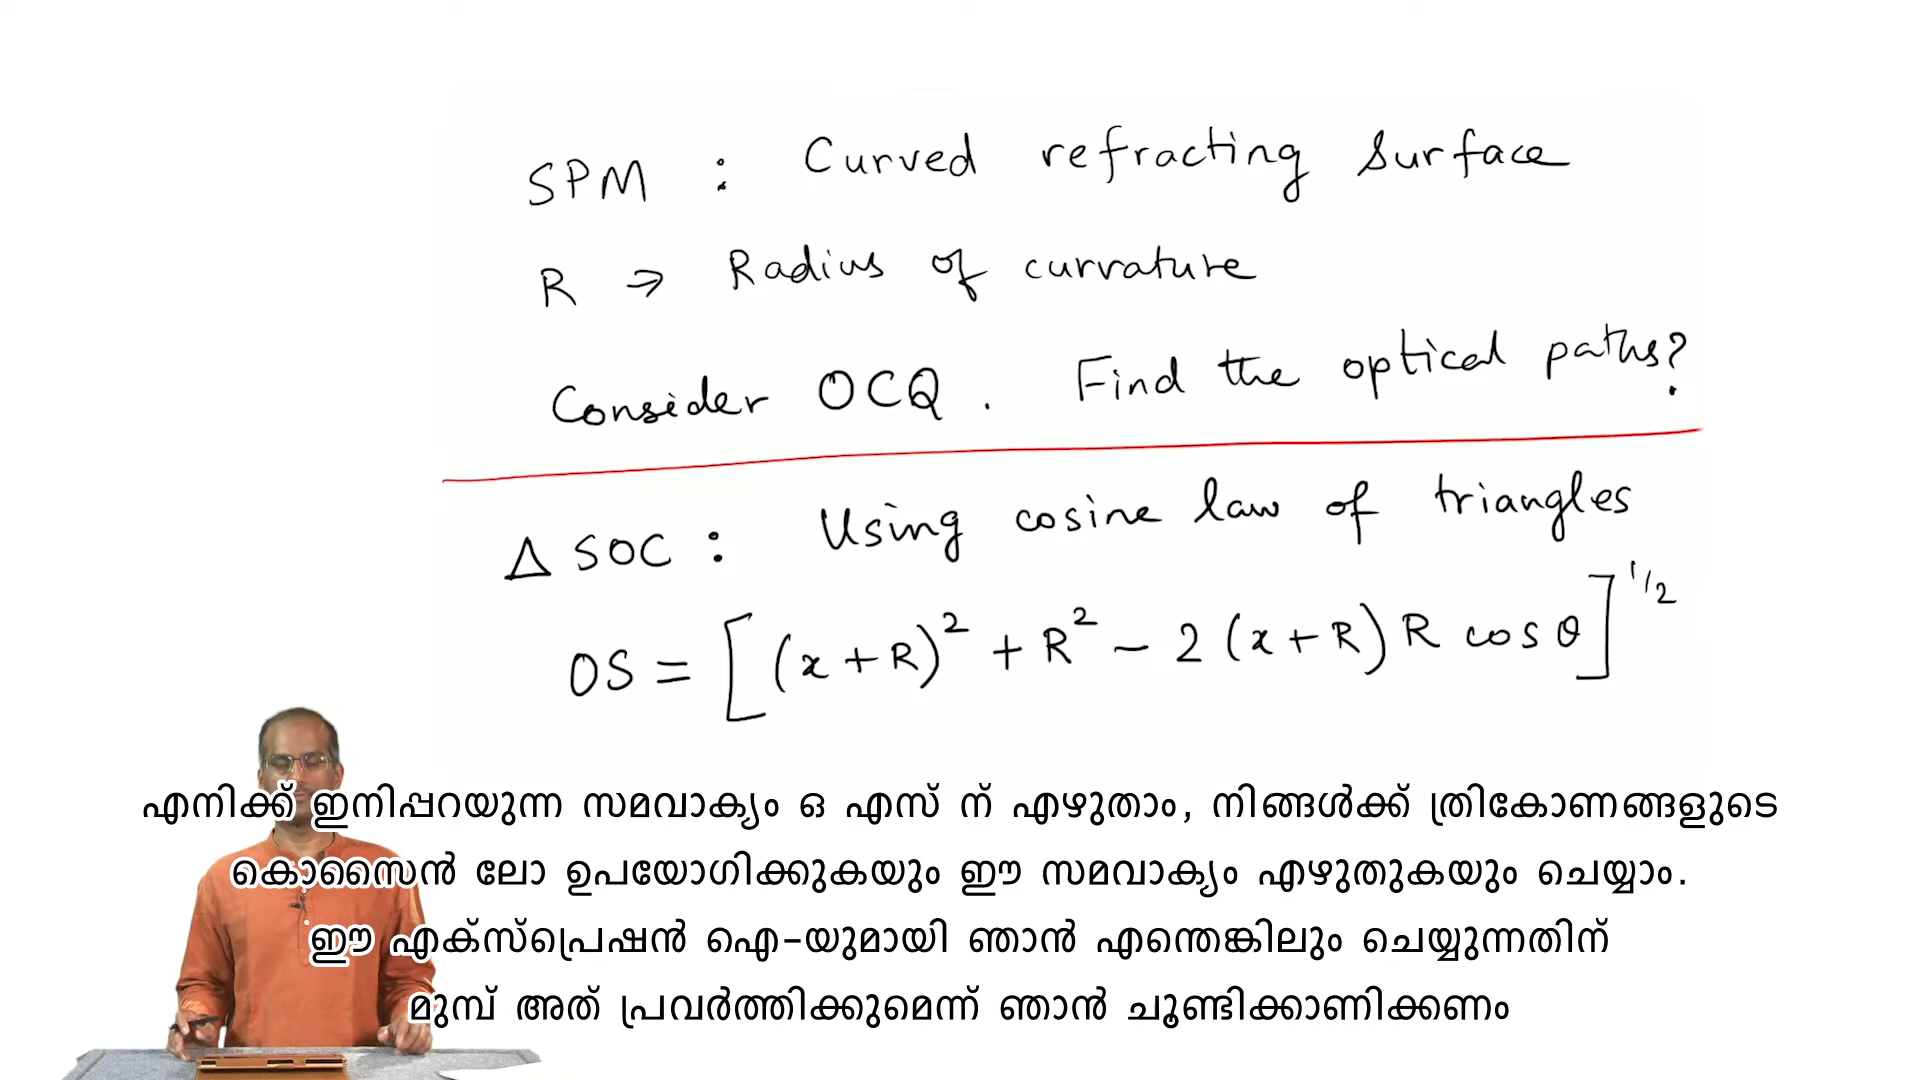 SPM : Curved refracting surface
R ⇒ Radius of curvature
Consider OCQ. Find the optical paths?
Δ SOC : Using cosine law of triangles
OS = [(x+R)² + R² - 2(x+R)R cos θ]^1/2
എനിക്ക് ഇനിപ്പറയുന്ന സമവാക്യം ഒ എസ് ന് എഴുതാം, നിങ്ങൾക്ക് ത്രികോണങ്ങളുടെ
കൊസൈൻ ലോ ഉപയോഗിക്കുകയും ഈ സമവാക്യം എഴുതുകയും ചെയ്യാം.
ഈ എക്സ്പ്രെഷൻ ഐ-യുമായി ഞാൻ എന്തെങ്കിലും ചെയ്യുന്നതിന്
മുമ്പ് അത് പ്രവർത്തിക്കുമെന്ന് ഞാൻ ചൂണ്ടിക്കാണിക്കണം